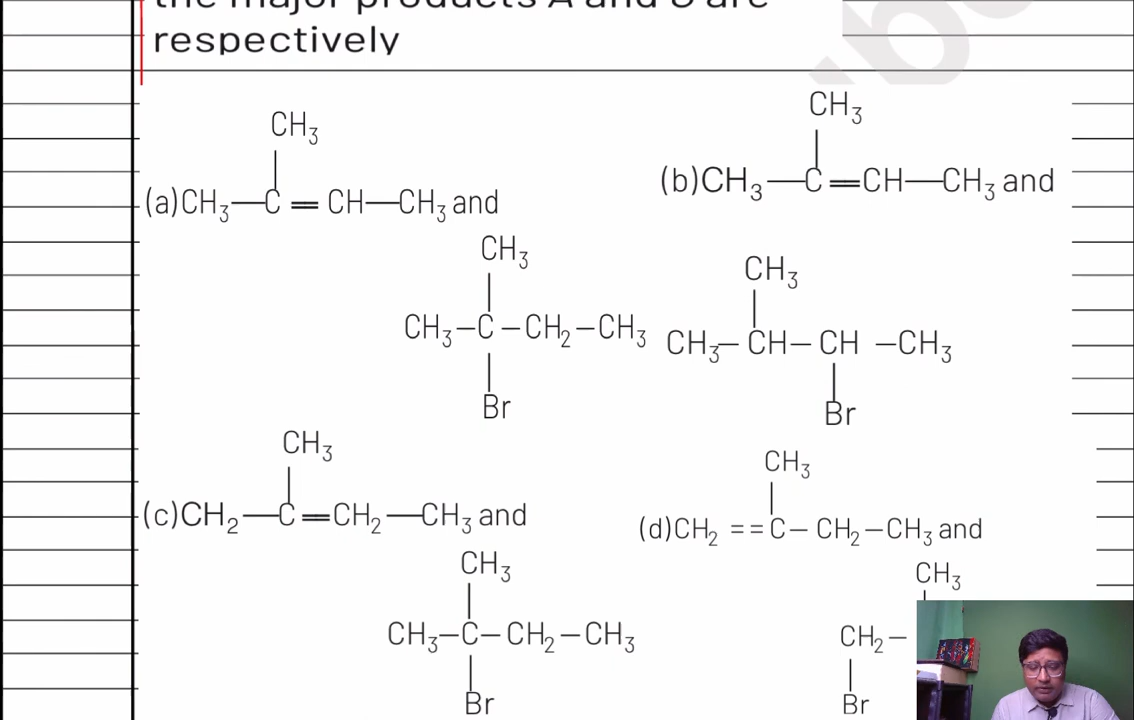 the major products A and C are
respectively
CH3
(a)CH3—C=CH—CH3 and
CH3
CH3–C–CH2–CH3
Br
CH3
(b)CH3—C=CH—CH3 and
CH3
CH3–CH–CH–CH3
Br
CH3
(c)CH2—C=CH2—CH3 and
CH3
CH3–C–CH2–CH3
Br
CH3
(d)CH2==C–CH2–CH3 and
CH3
CH2–
Br